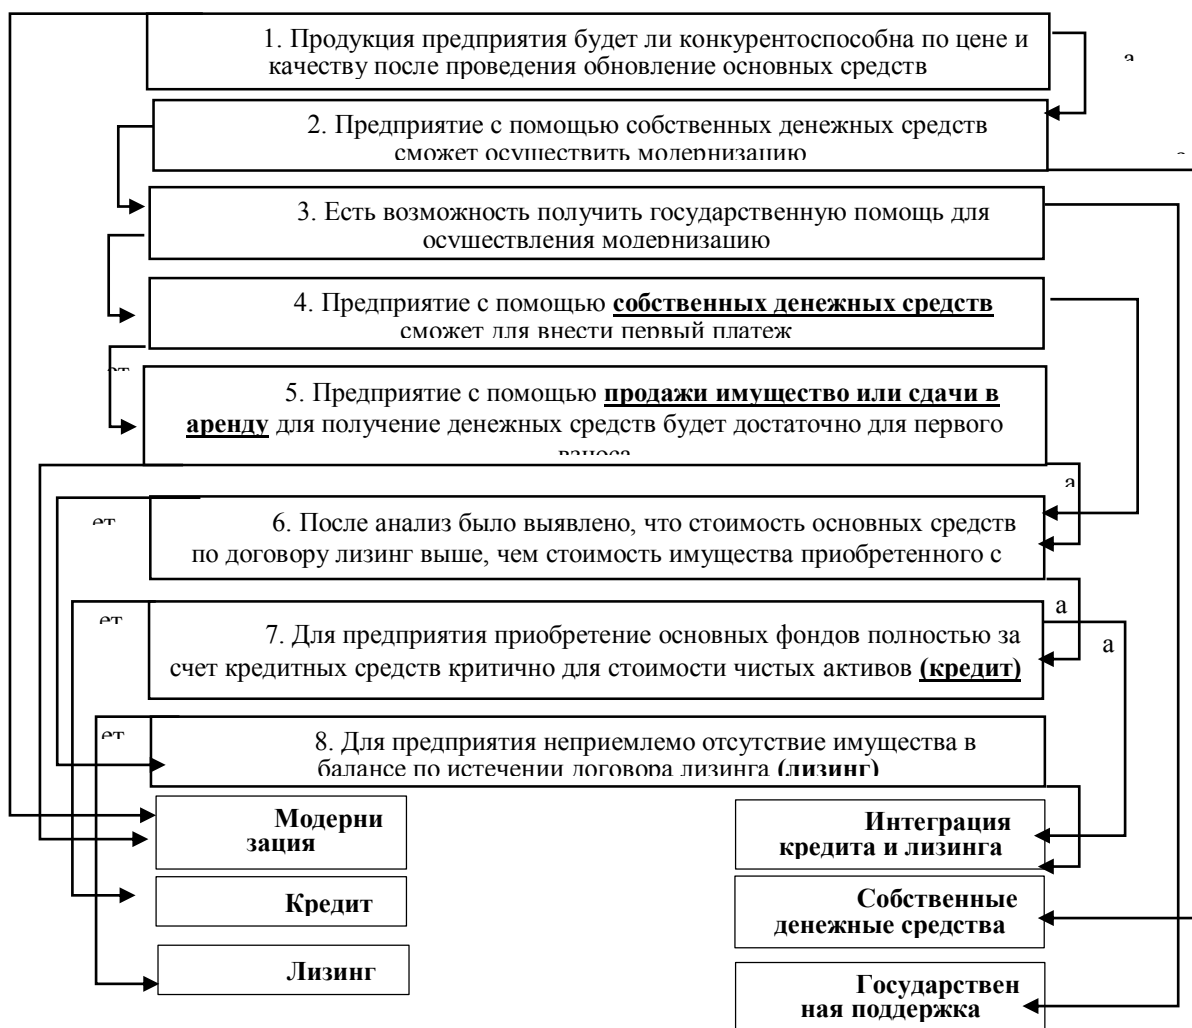 1. Продукция предприятия будет ли конкурентоспособна по цене и
качеству после проведения обновление основных средств
а
2. Предприятие с помощью собственных денежных средств
сможет осуществить модернизацию
3. Есть возможность получить государственную помощь для
осуществления модернизацию
4. Предприятие с помощью собственных денежных средств
сможет для внести первый платеж
ет
5. Предприятие с помощью продажи имущество или сдачи в
аренду для получение денежных средств будет достаточно для первого
взноса
а
ет
6. После анализ было выявлено, что стоимость основных средств
по договору лизинг выше, чем стоимость имущества приобретенного с
ет
а
7. Для предприятия приобретение основных фондов полностью за
счет кредитных средств критично для стоимости чистых активов (кредит)
а
ет
8. Для предприятия неприемлемо отсутствие имущества в
балансе по истечении договора лизинга (лизинг)
Модерни
зация
Интеграция
кредита и лизинга
Кредит
Собственные
денежные средства
Лизинг
Государствен
ная поддержка